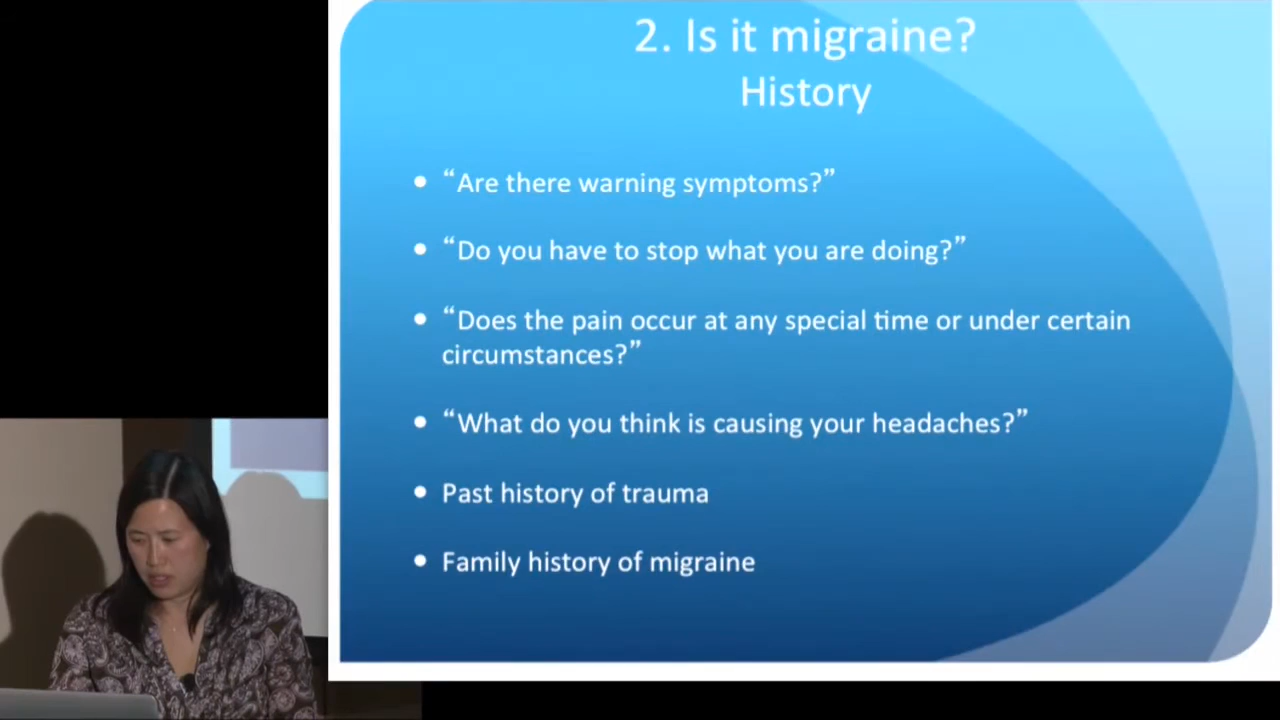 2. Is it migraine?
History
• “Are there warning symptoms?”
• “Do you have to stop what you are doing?”
• “Does the pain occur at any special time or under certain
circumstances?”
• “What do you think is causing your headaches?”
• Past history of trauma
• Family history of migraine